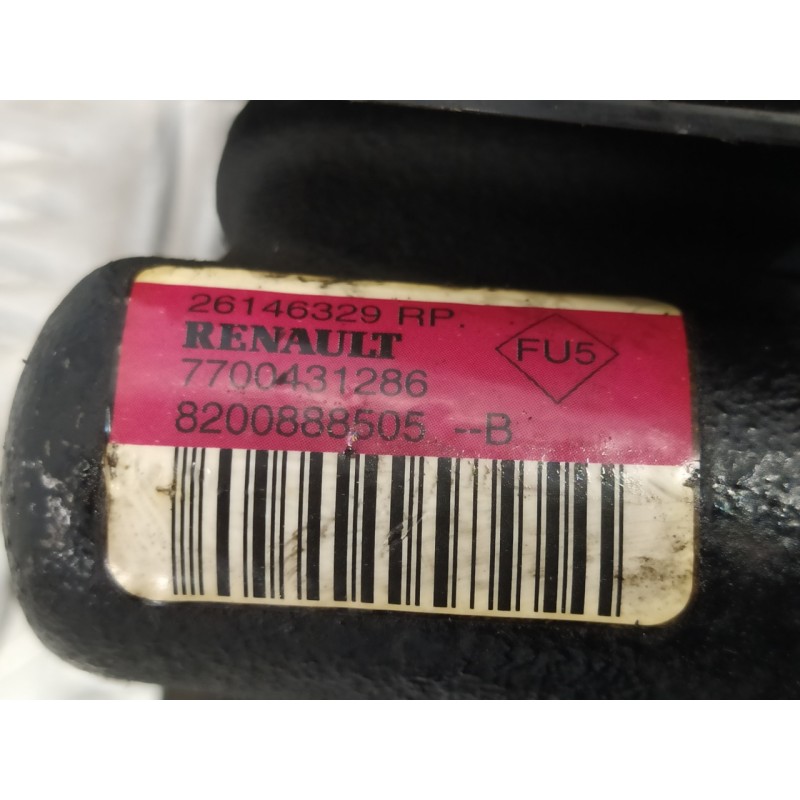 26146329 RP.
RENAULT
FU5
7700431286
8200888505 --B